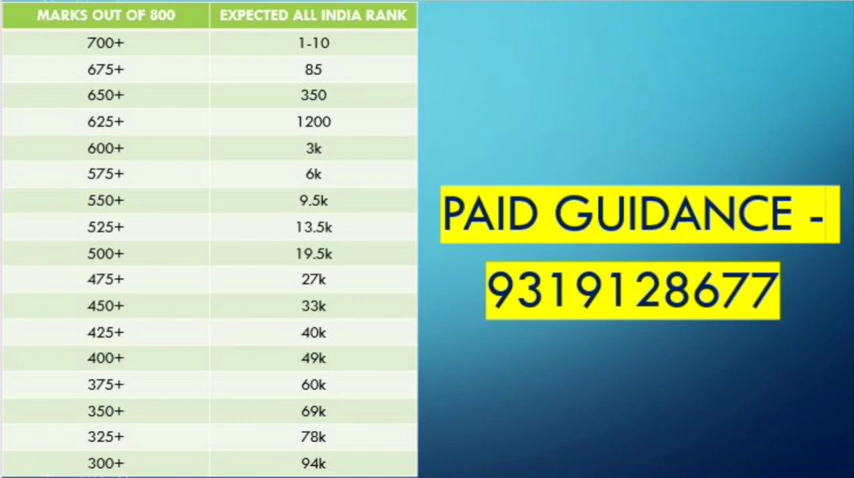 MARKS OUT OF 800 EXPECTED ALL INDIA RANK
700+ 1-10
675+ 85
650+ 350
625+ 1200
600+ 3k
575+ 6k
550+ 9.5k
525+ 13.5k
500+ 19.5k
475+ 27k
450+ 33k
425+ 40k
400+ 49k
375+ 60k
350+ 69k
325+ 78k
300+ 94k
PAID GUIDANCE -
9319128677